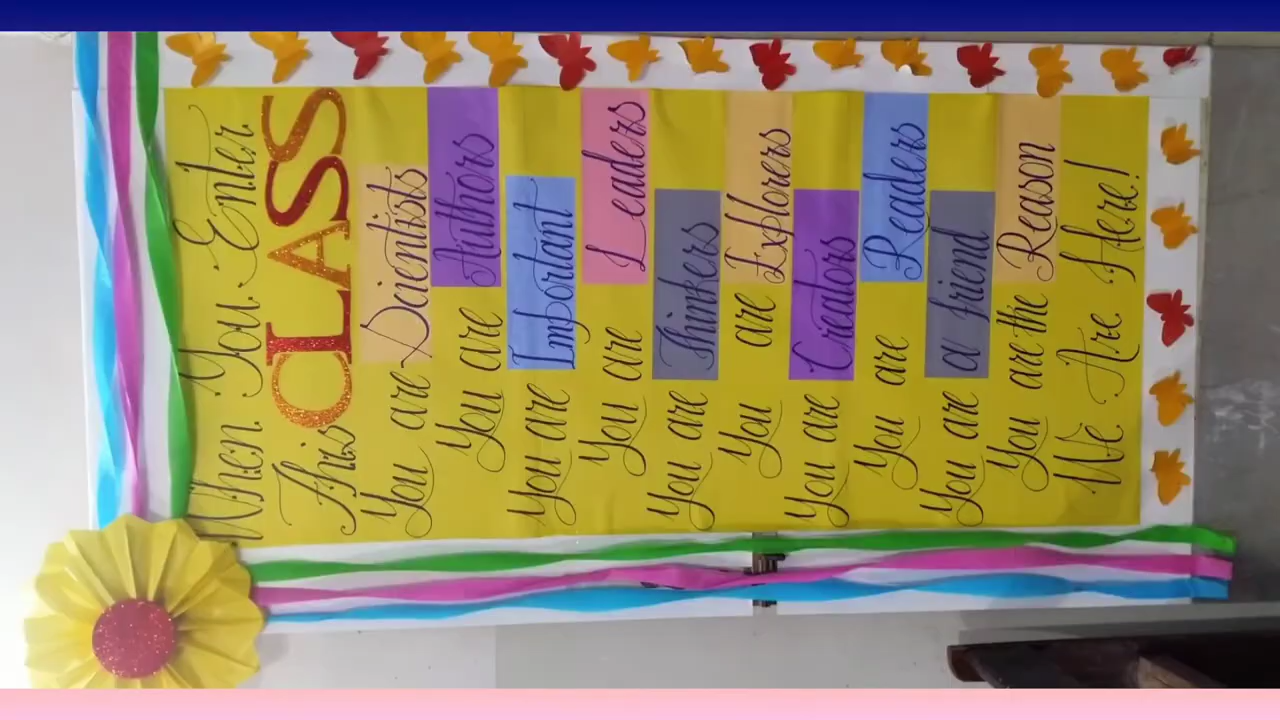 When You Enter
This CLASS
You are Scientists
You are Authors
You are Important
You are Leaders
You are Thinkers
You are Explorers
You are Creators
You are Readers
You are a friend
You are the Reason
We Are Here!